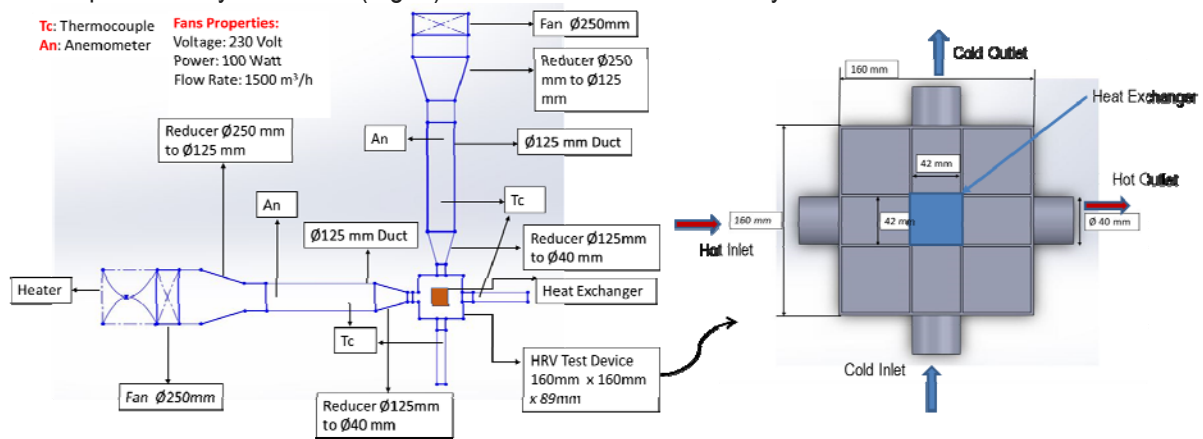 Tc: Thermocouple
An: Anemometer
Fans Properties:
Voltage: 230 Volt
Power: 100 Watt
Flow Rate: 1500 m³/h
Fan Ø250mm
Reducer Ø250
mm to Ø125
mm
An
Ø125 mm Duct
Tc
Reducer Ø125mm
to Ø40 mm
Heat Exchanger
HRV Test Device
160mm x 160mm
x 89mm
Reducer Ø250 mm
to Ø125 mm
An
Ø125 mm Duct
Heater
Tc
Fan Ø250mm
Reducer Ø125mm
to Ø40 mm
Cold Outlet
160 mm
Heat Exchanger
42 mm
Hot Outlet
160 mm
42 mm
Ø 40 mm
Hot Inlet
Cold Inlet